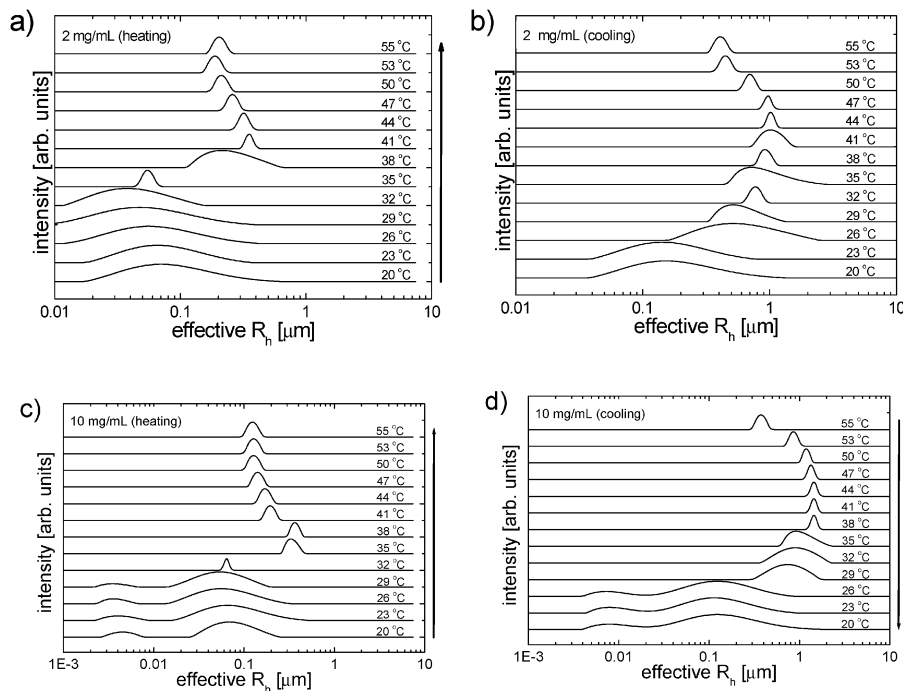 a)
2 mg/mL (heating)
55 °C
53 °C
50 °C
47 °C
44 °C
41 °C
38 °C
35 °C
32 °C
29 °C
26 °C
23 °C
20 °C
intensity [arb. units]
0.01 0.1 1 10
effective R_h [μm]
b)
2 mg/mL (cooling)
55 °C
53 °C
50 °C
47 °C
44 °C
41 °C
38 °C
35 °C
32 °C
29 °C
26 °C
23 °C
20 °C
intensity [arb. units]
0.01 0.1 1 10
effective R_h [μm]
c)
10 mg/mL (heating)
55 °C
53 °C
50 °C
47 °C
44 °C
41 °C
38 °C
35 °C
32 °C
29 °C
26 °C
23 °C
20 °C
intensity [arb. units]
1E-3 0.01 0.1 1 10
effective R_h [μm]
d)
10 mg/mL (cooling)
55 °C
53 °C
50 °C
47 °C
44 °C
41 °C
38 °C
35 °C
32 °C
29 °C
26 °C
23 °C
20 °C
intensity [arb. units]
1E-3 0.01 0.1 1 10
effective R_h [μm]